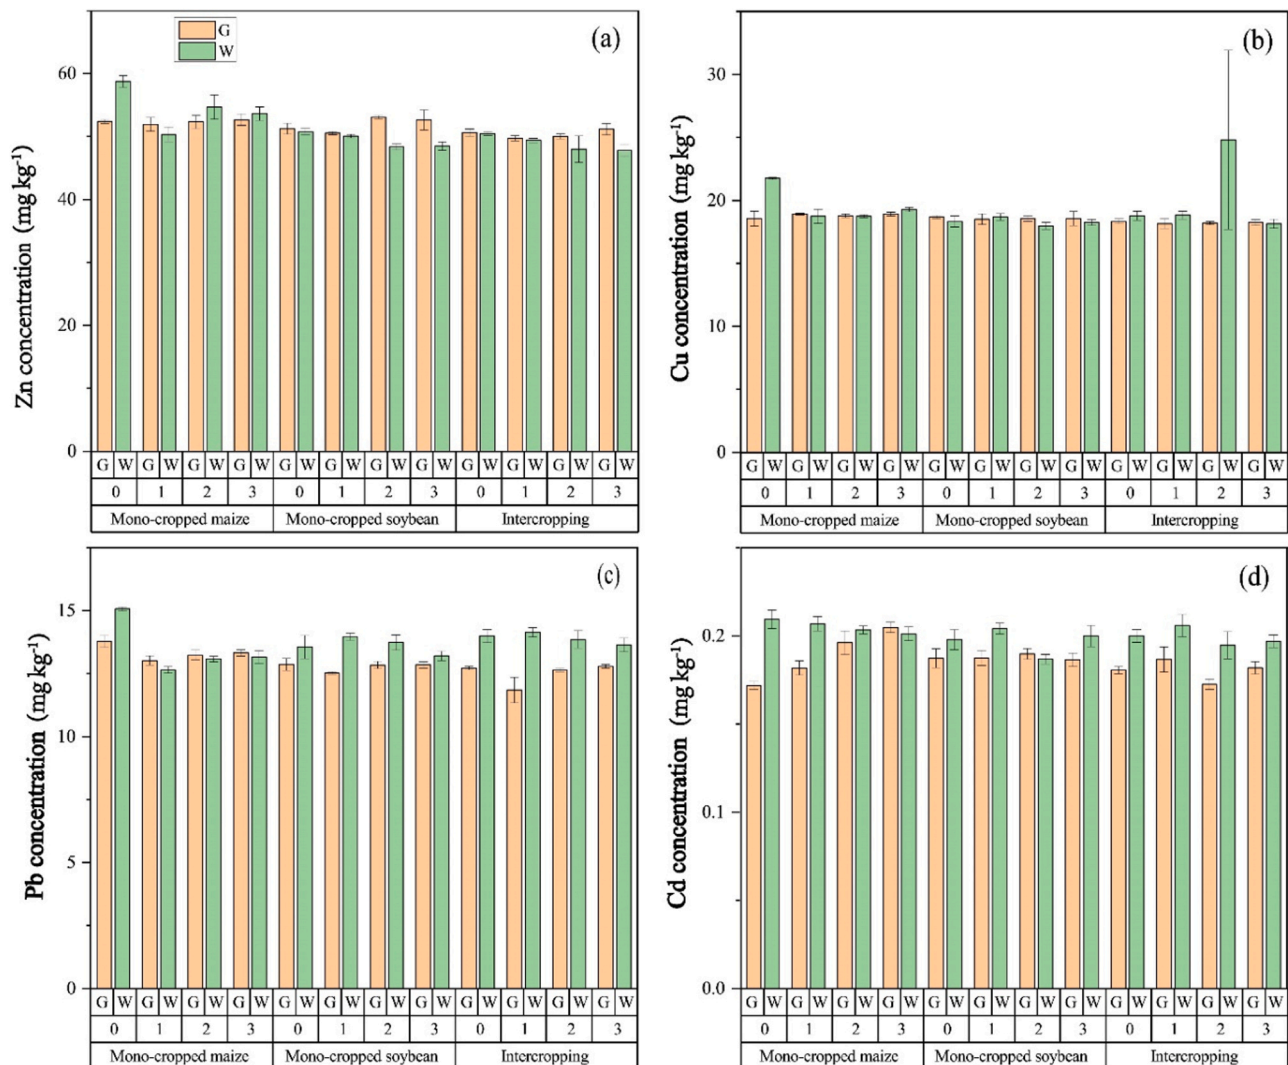 (a)
G
W
60
40
20
0
Zn concentration (mg kg⁻¹)
G W G W G W G W G W G W G W G W G W G W G W G W
0 1 2 3 0 1 2 3 0 1 2 3
Mono-cropped maize Mono-cropped soybean Intercropping
(b)
30
20
10
0
Cu concentration (mg kg⁻¹)
G W G W G W G W G W G W G W G W G W G W G W G W
0 1 2 3 0 1 2 3 0 1 2 3
Mono-cropped maize Mono-cropped soybean Intercropping
(c)
15
10
5
0
Pb concentration (mg kg⁻¹)
G W G W G W G W G W G W G W G W G W G W G W G W
0 1 2 3 0 1 2 3 0 1 2 3
Mono-cropped maize Mono-cropped soybean Intercropping
(d)
0.2
0.1
0.0
Cd concentration (mg kg⁻¹)
G W G W G W G W G W G W G W G W G W G W G W G W
0 1 2 3 0 1 2 3 0 1 2 3
Mono-cropped maize Mono-cropped soybean Intercropping